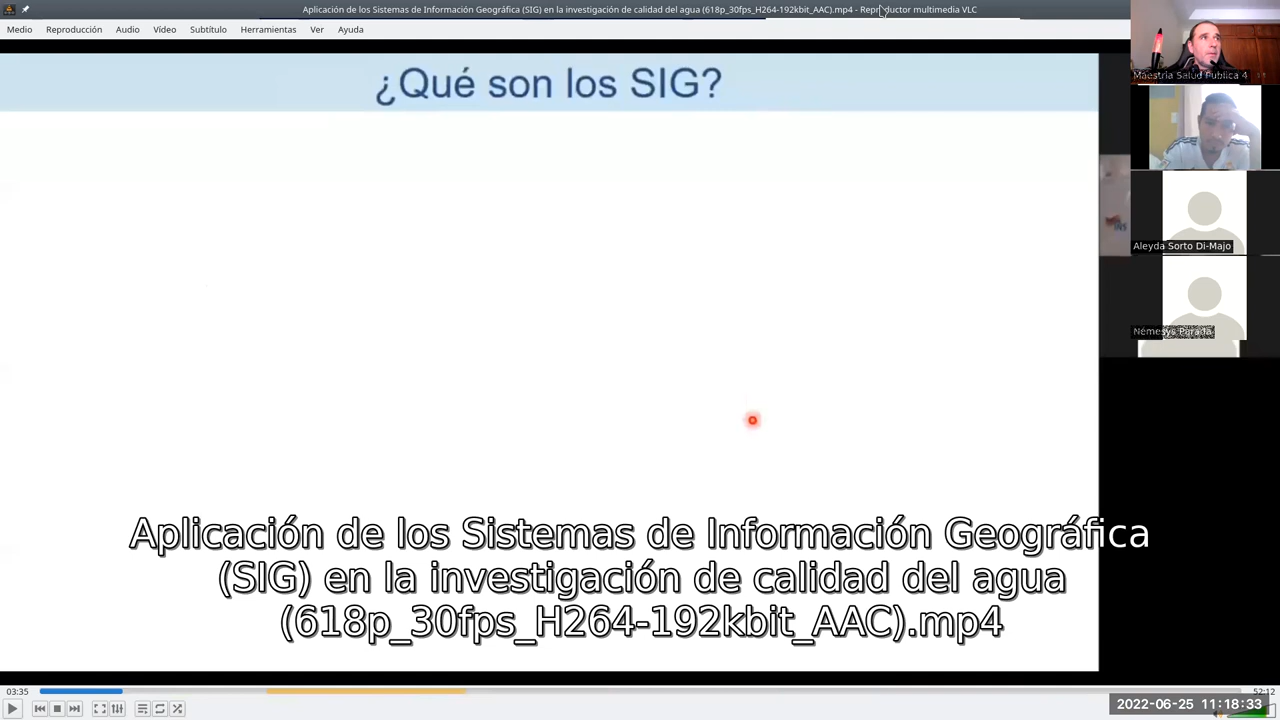 Aplicación de los Sistemas de Información Geográfica (SIG) en la investigación de calidad del agua (618p_30fps_H264-192kbit_AAC).mp4 - Reproductor multimedia VLC
Medio Reproducción Audio Vídeo Subtítulo Herramientas Ver Ayuda
¿Qué son los SIG?
Maestría Salud Pública 4
Aleyda Sorto Di-Majo
Némesys Parada
Aplicación de los Sistemas de Información Geográfica
(SIG) en la investigación de calidad del agua
(618p_30fps_H264-192kbit_AAC).mp4
03:35
52:12
2022-06-25 11:18:33